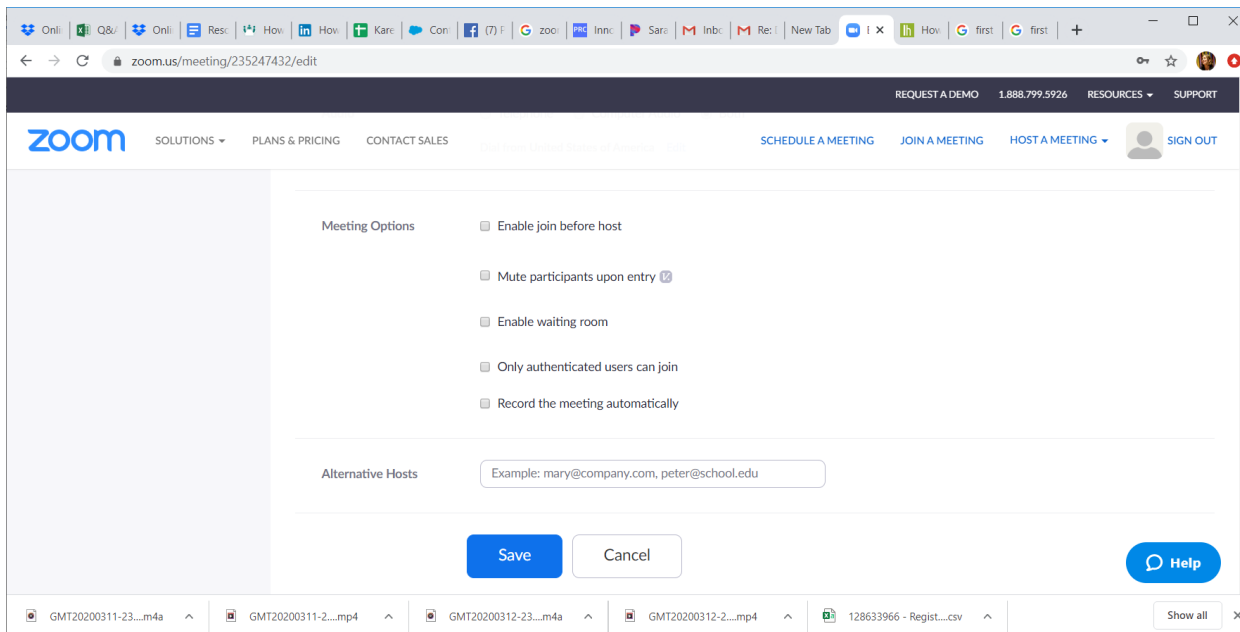 Onli Q&A Onli Reso How How Kare Con (7) F zoo PRC Inno Sara Inbo Re: New Tab How first first
zoom.us/meeting/235247432/edit
REQUEST A DEMO 1.888.799.5926 RESOURCES SUPPORT
zoom SOLUTIONS PLANS & PRICING CONTACT SALES SCHEDULE A MEETING JOIN A MEETING HOST A MEETING SIGN OUT
Meeting Options Enable join before host
Mute participants upon entry
Enable waiting room
Only authenticated users can join
Record the meeting automatically
Alternative Hosts Example: mary@company.com, peter@school.edu
Save Cancel
Help
GMT20200311-23....m4a GMT20200311-2....mp4 GMT20200312-23....m4a GMT20200312-2....mp4 128633966 - Regist....csv Show all